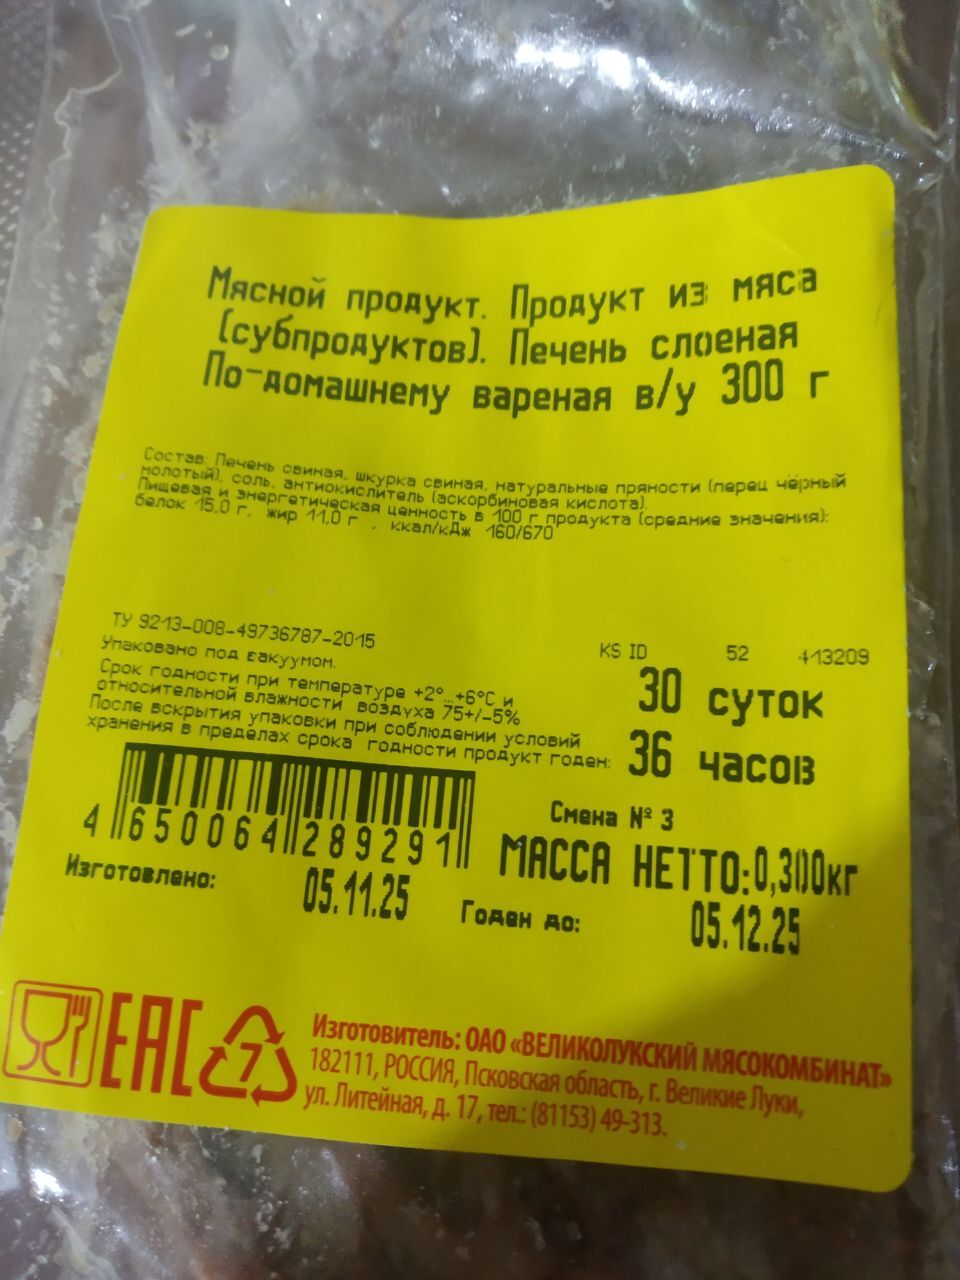 Мясной продукт. Продукт из мяса
(субпродуктов). Печень слоеная
По-домашнему вареная в/у 300 г
Состав: Печень свиная, шкурка свиная, натуральные пряности (перец чёрный
молотый), соль, антиокислитель (аскорбиновая кислота).
Пищевая и энергетическая ценность в 100 г продукта (средние значения):
белок 15.0 г, жир 11.0 г , ккал/кДж 160/670
ТУ 9213-008-49736787-2015
Упаковано под вакуумом.
KS ID 52 413209
Срок годности при температуре +2°...+6°С и
относительной влажности воздуха 75+/-5%
30 суток
После вскрытия упаковки при соблюдении условий
хранения в пределах срока годности продукт годен:
36 часов
Смена № 3
4 650064 289291
МАССА НЕТТО:0,300кг
Изготовлено: 05.11.25 Годен до: 05.12.25
EAC
7
Изготовитель: ОАО «ВЕЛИКОЛУКСКИЙ МЯСОКОМБИНАТ»
182111, РОССИЯ, Псковская область, г. Великие Луки,
ул. Литейная, д. 17, тел.: (81153) 49-313.